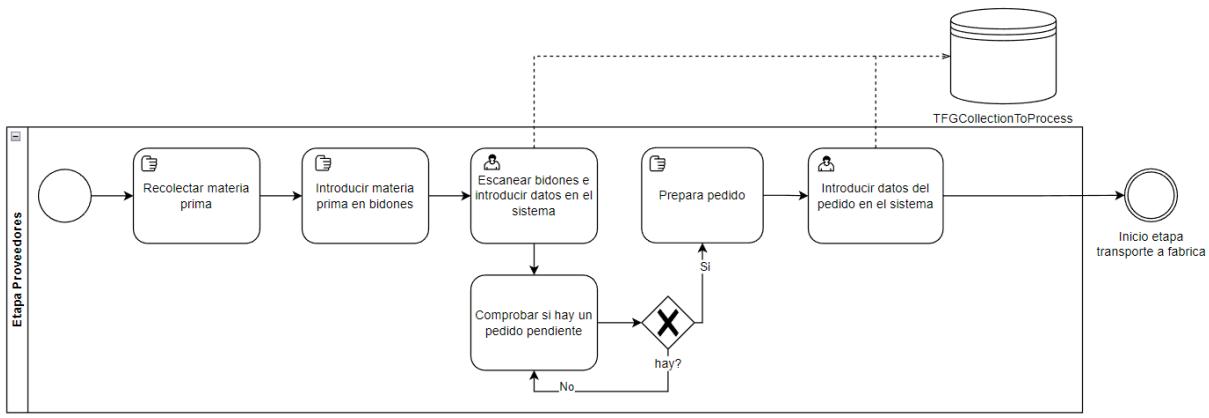 TFGCollectionToProcess
Etapa Provedores
Recolectar materia
prima
Introducir materia
prima en bidones
Escanear bidones e
introducir datos en el
sistema
Prepara pedido
Introducir datos del
pedido en el sistema
Inicio etapa
transporte a fabrica
Si
Comprobar si hay un
pedido pendiente
hay?
No